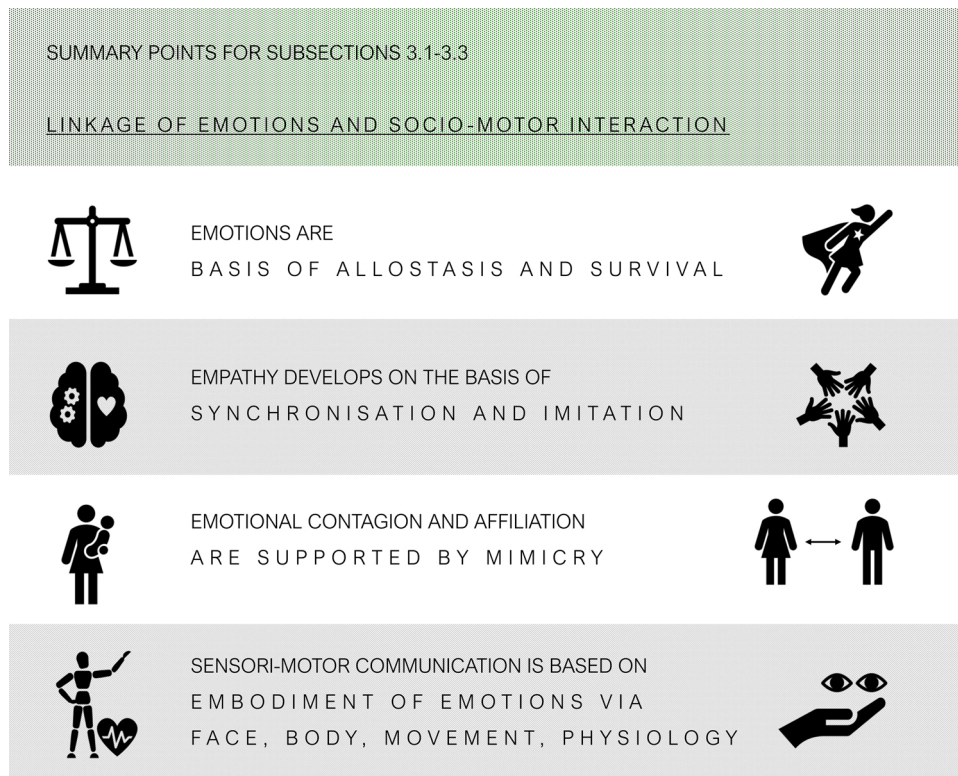 SUMMARY POINTS FOR SUBSECTIONS 3.1-3.3
LINKAGE OF EMOTIONS AND SOCIO-MOTOR INTERACTION
EMOTIONS ARE
BASIS OF ALLOSTASIS AND SURVIVAL
EMPATHY DEVELOPS ON THE BASIS OF
SYNCHRONISATION AND IMITATION
EMOTIONAL CONTAGION AND AFFILIATION
ARE SUPPORTED BY MIMICRY
SENSORI-MOTOR COMMUNICATION IS BASED ON
EMBODIMENT OF EMOTIONS VIA
FACE, BODY, MOVEMENT, PHYSIOLOGY